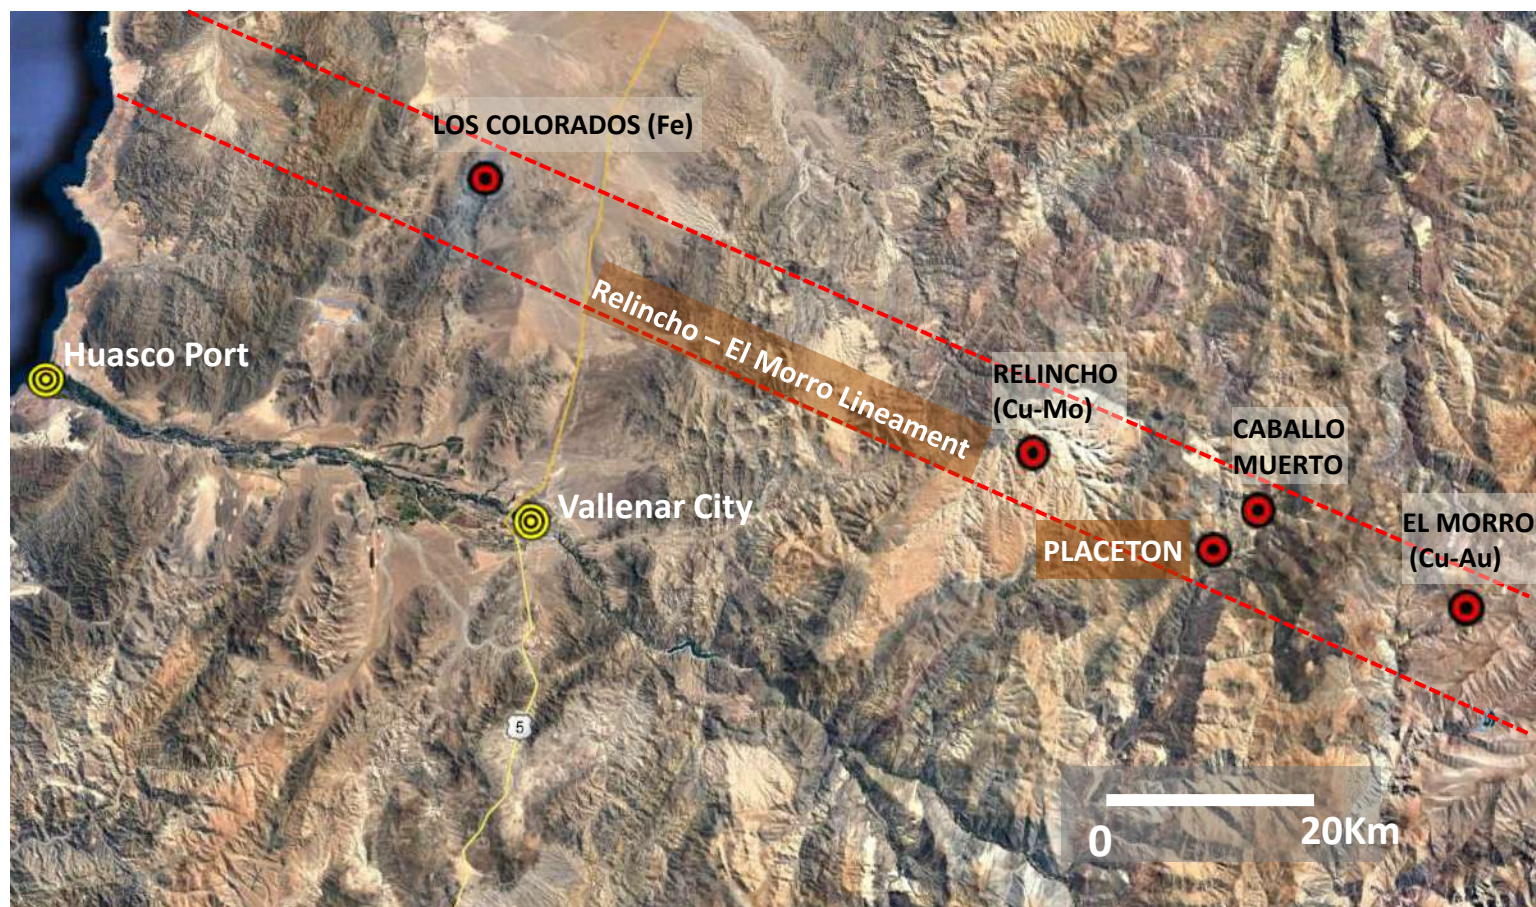 LOS COLORADOS (Fe)
Relincho – El Morro Lineament
Huasco Port
RELINCHO
(Cu-Mo)
CABALLO
MUERTO
Vallenar City
EL MORRO
(Cu-Au)
PLACETON
5
0
20Km